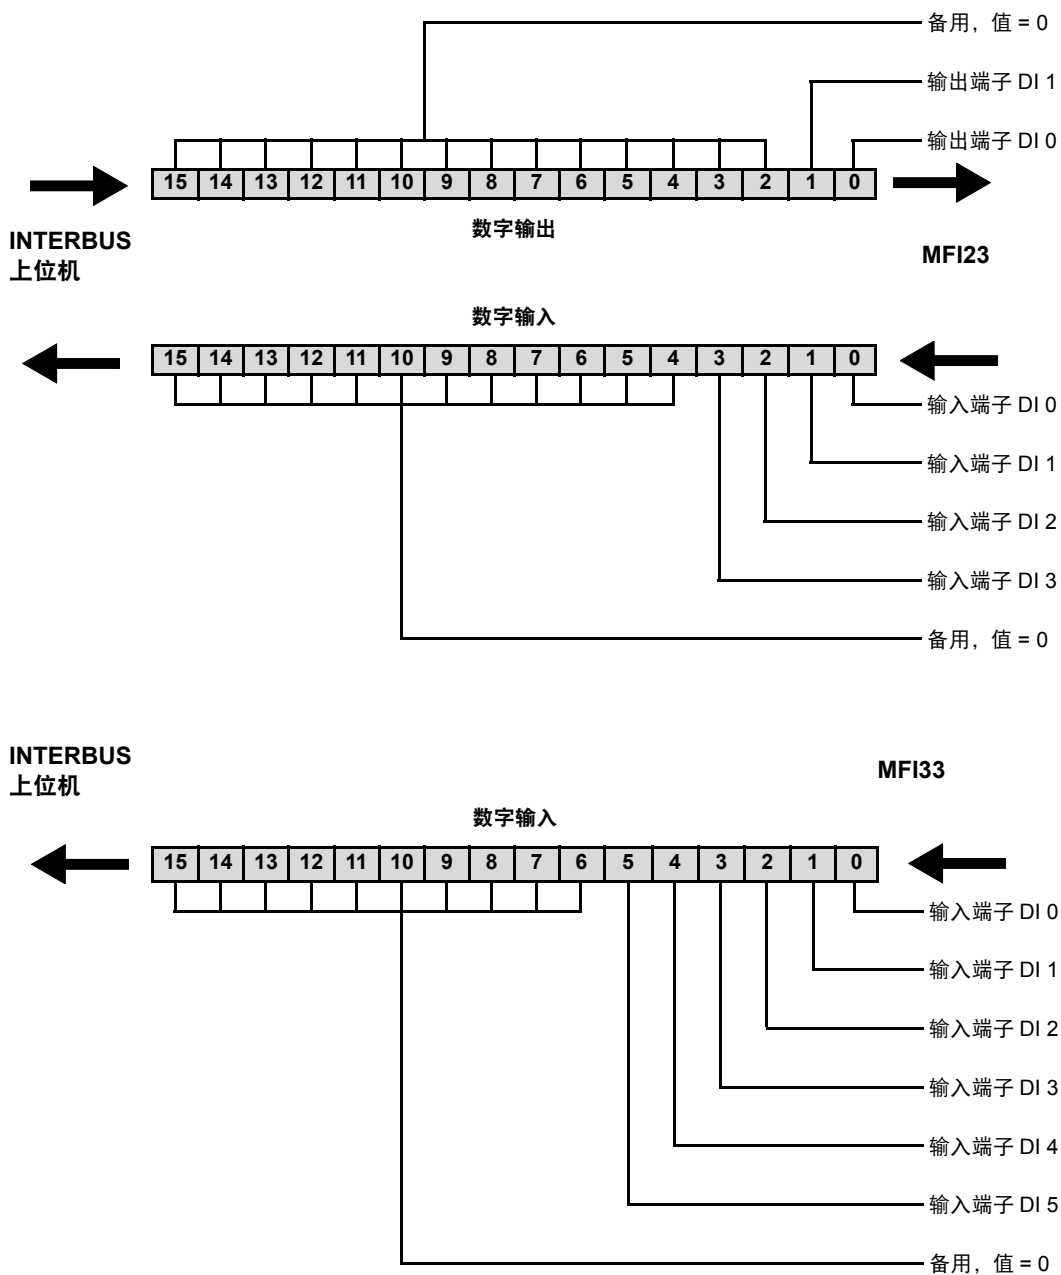 备用，值 = 0
输出端子 DI 1
输出端子 DI 0
15 14 13 12 11 10 9 8 7 6 5 4 3 2 1 0
数字输出
INTERBUS
上位机
MFI23
数字输入
15 14 13 12 11 10 9 8 7 6 5 4 3 2 1 0
输入端子 DI 0
输入端子 DI 1
输入端子 DI 2
输入端子 DI 3
备用，值 = 0
INTERBUS
上位机
MFI33
数字输入
15 14 13 12 11 10 9 8 7 6 5 4 3 2 1 0
输入端子 DI 0
输入端子 DI 1
输入端子 DI 2
输入端子 DI 3
输入端子 DI 4
输入端子 DI 5
备用，值 = 0